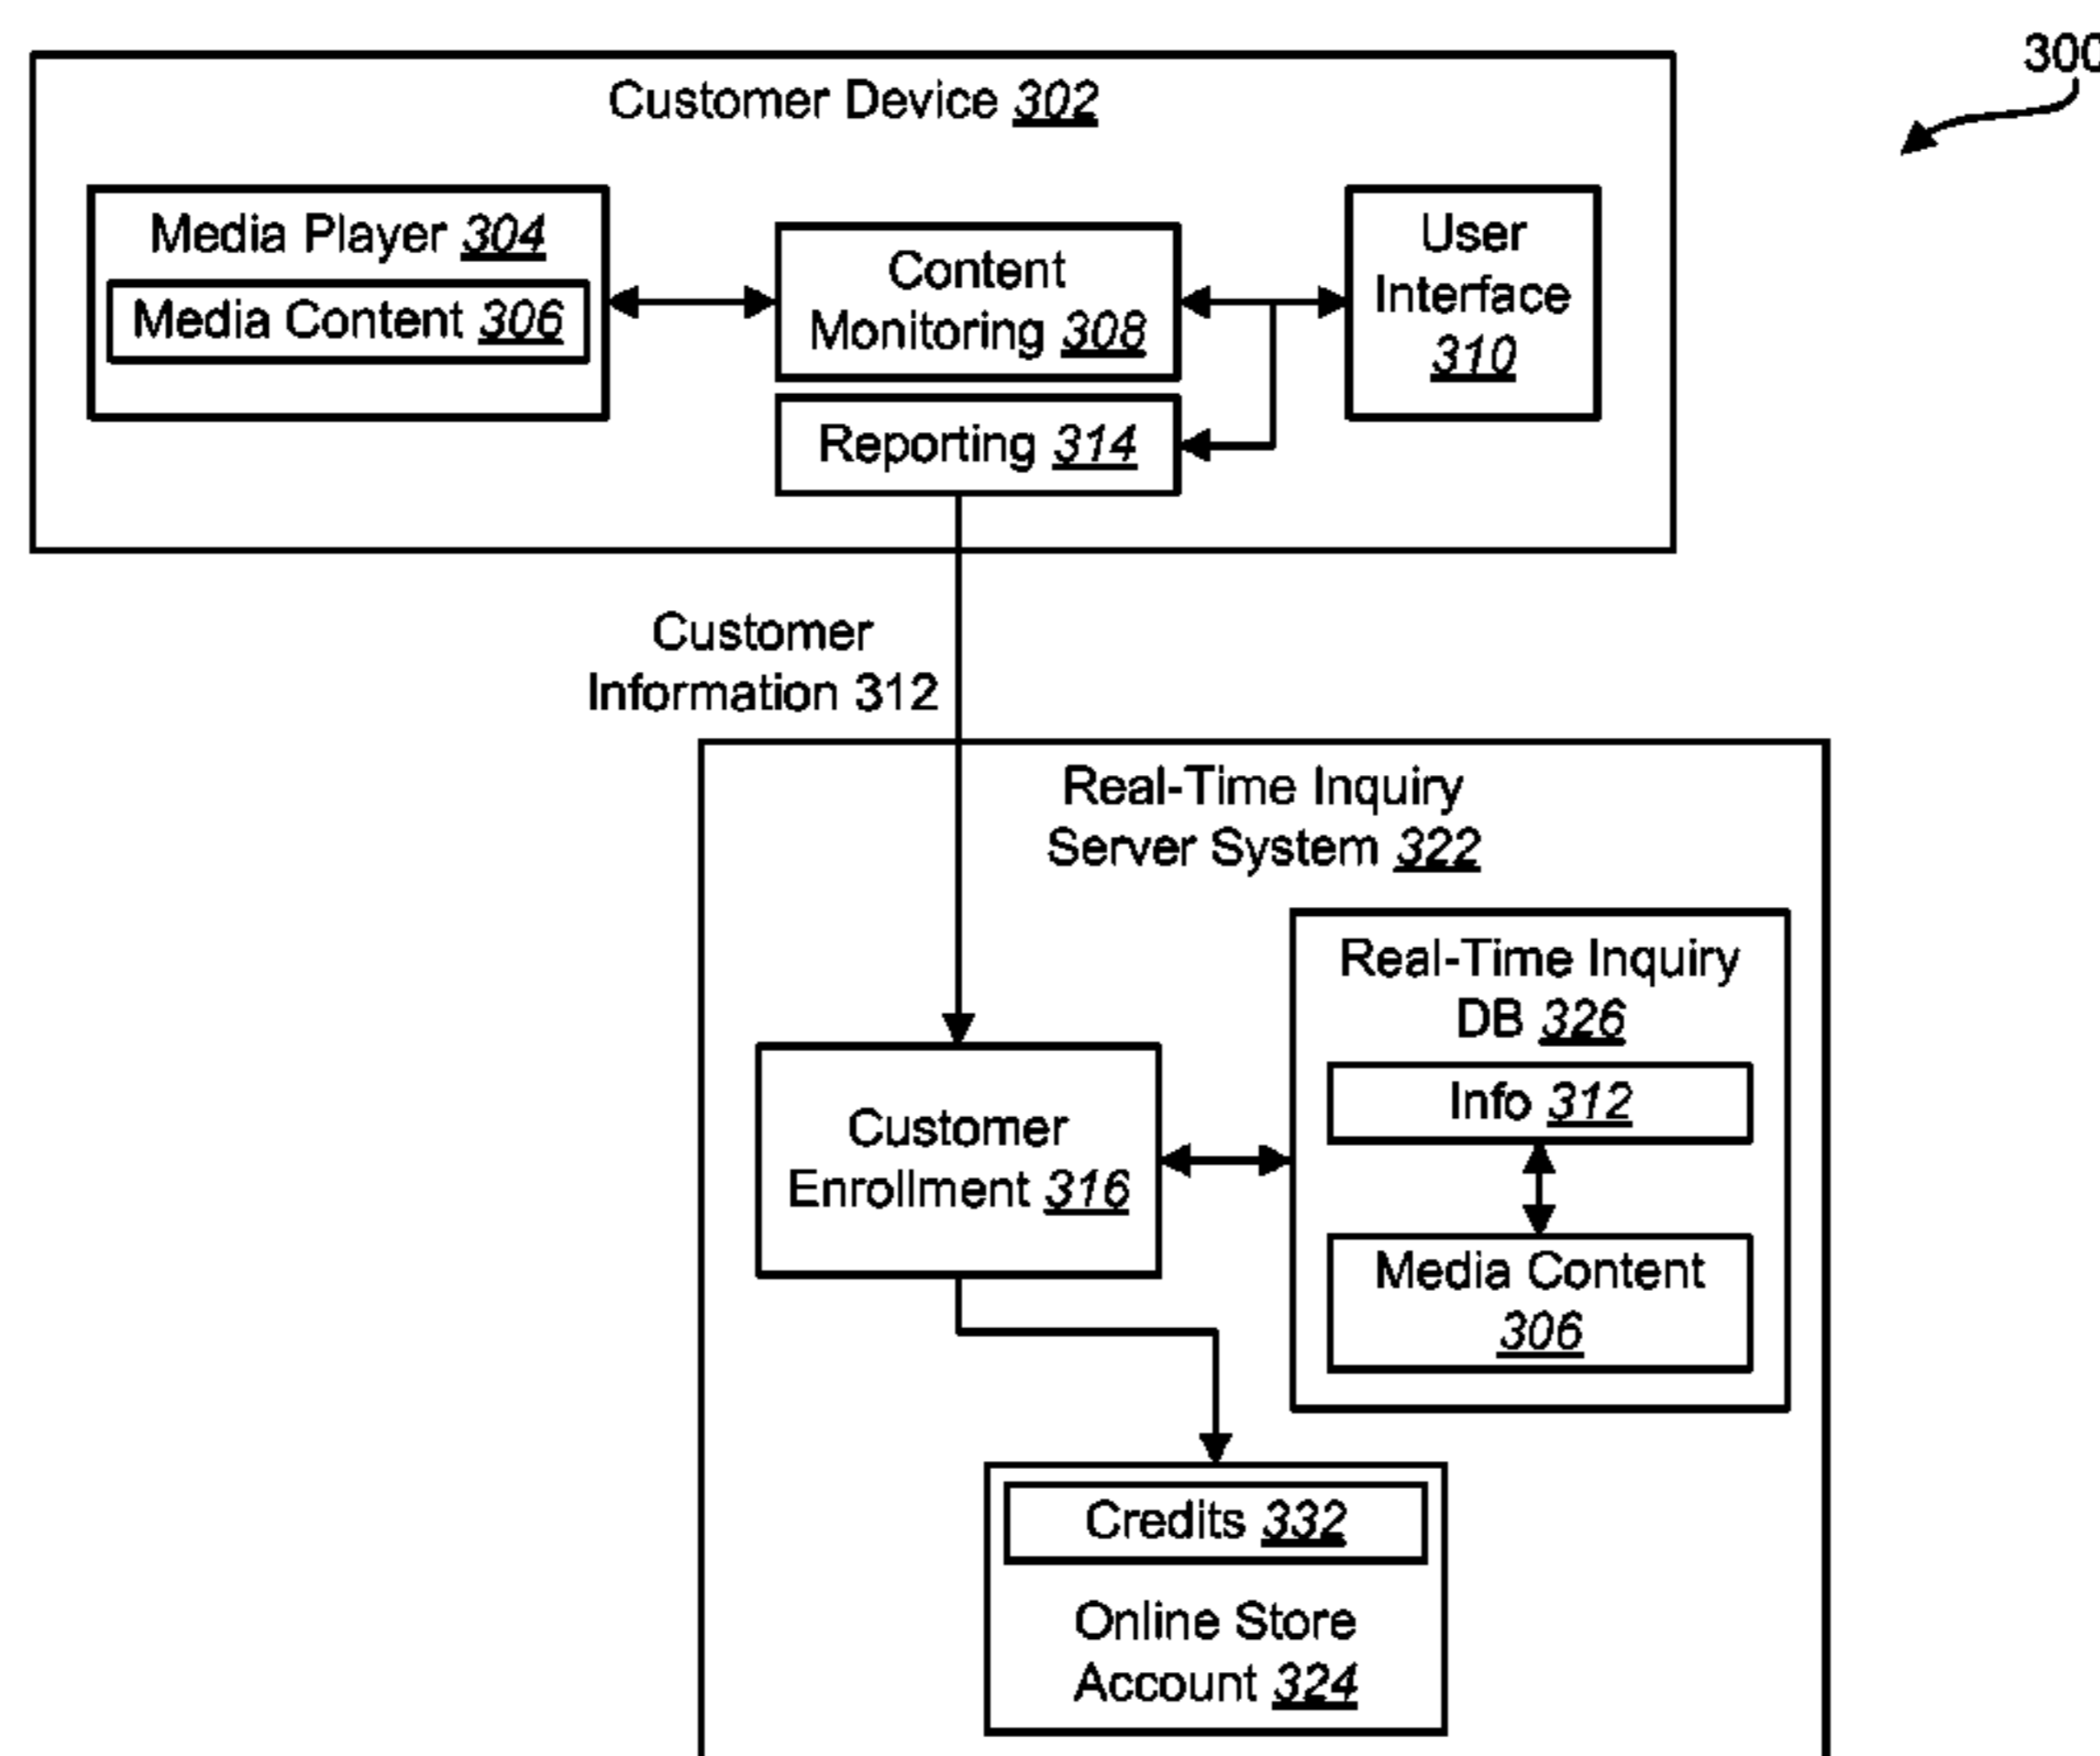 300
Customer Device 302
Media Player 304
Media Content 306
Content
Monitoring 308
User
Interface
310
Reporting 314
Customer
Information 312
Real-Time Inquiry
Server System 322
Real-Time Inquiry
DB 326
Info 312
Customer
Enrollment 316
Media Content
306
Credits 332
Online Store
Account 324